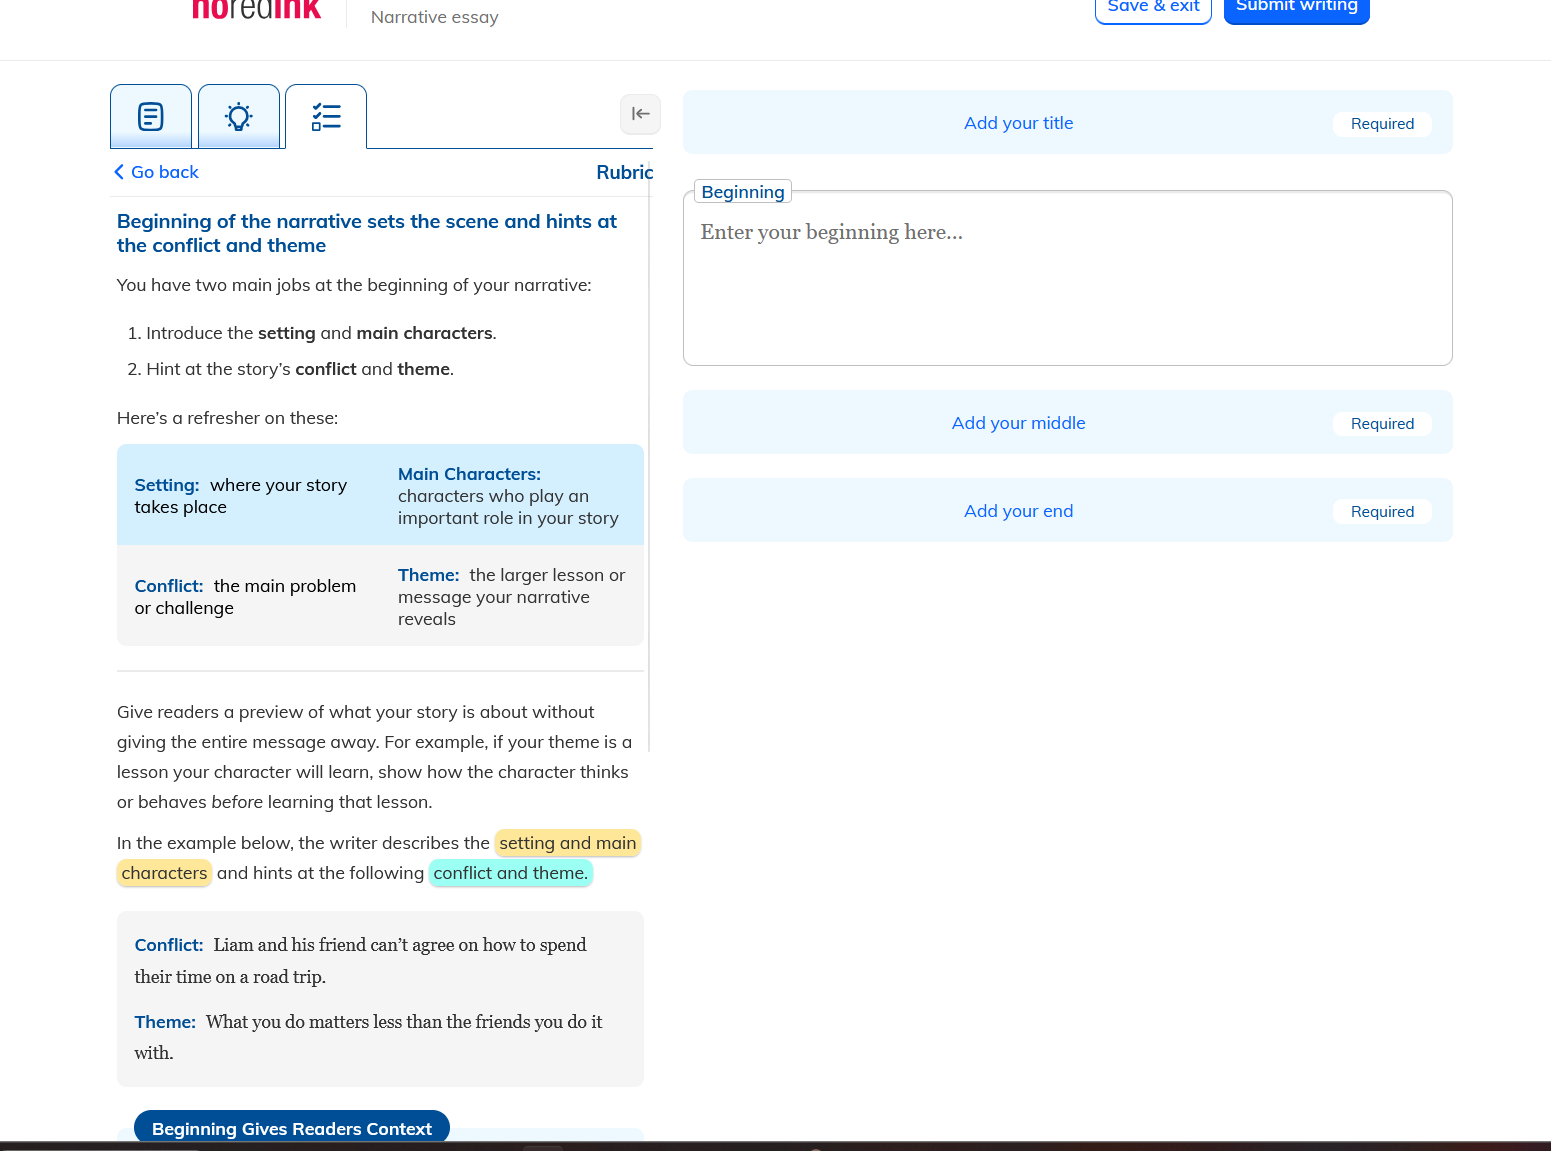 noredink
Narrative essay
Save & exit
Submit writing
Go back
Rubric
Beginning of the narrative sets the scene and hints at
the conflict and theme
You have two main jobs at the beginning of your narrative:
1. Introduce the setting and main characters.
2. Hint at the story’s conflict and theme.
Here’s a refresher on these:
Setting: where your story
takes place
Main Characters:
characters who play an
important role in your story
Conflict: the main problem
or challenge
Theme: the larger lesson or
message your narrative
reveals
Give readers a preview of what your story is about without
giving the entire message away. For example, if your theme is a
lesson your character will learn, show how the character thinks
or behaves before learning that lesson.
In the example below, the writer describes the setting and main
characters and hints at the following conflict and theme.
Conflict: Liam and his friend can’t agree on how to spend
their time on a road trip.
Theme: What you do matters less than the friends you do it
with.
Beginning Gives Readers Context
Add your title
Required
Beginning
Enter your beginning here...
Add your middle
Required
Add your end
Required